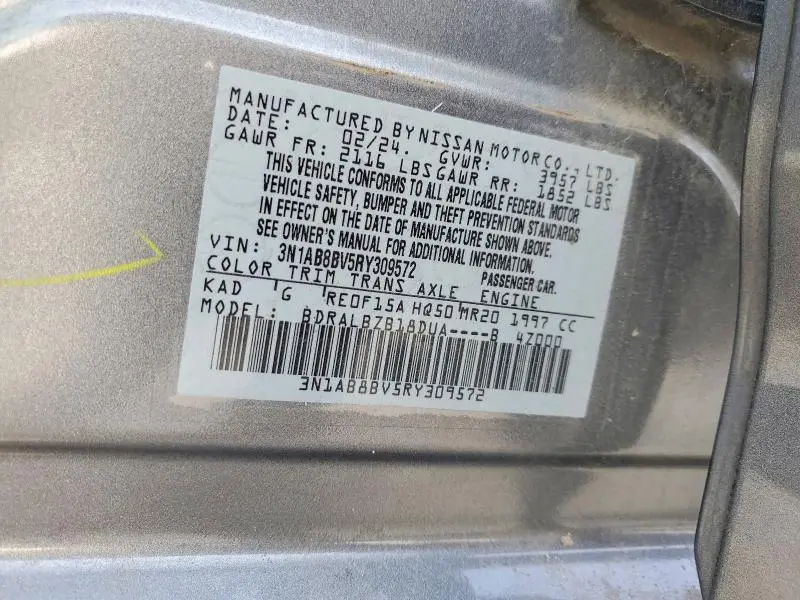 MANUFACTURED BY NISSAN MOTOR CO., LTD.
DATE: 02/24. GVWR: 3957 LBS
GAWR FR: 2116 LBS GAWR RR: 1852 LBS
THIS VEHICLE CONFORMS TO ALL APPLICABLE FEDERAL MOTOR
VEHICLE SAFETY, BUMPER AND THEFT PREVENTION STANDARDS
IN EFFECT ON THE DATE OF MANUFACTURE SHOWN ABOVE.
SEE OWNER'S MANUAL FOR ADDITIONAL INFORMATION.
VIN: 3N1AB8BV5RY309572 PASSENGER CAR.
COLOR TRIM TRANS AXLE ENGINE
KAD G RE0F15A HQ50 MR20 1997 CC
MODEL: BDRALBZB18DUA----B 4Z000
3N1AB8BV5RY309572